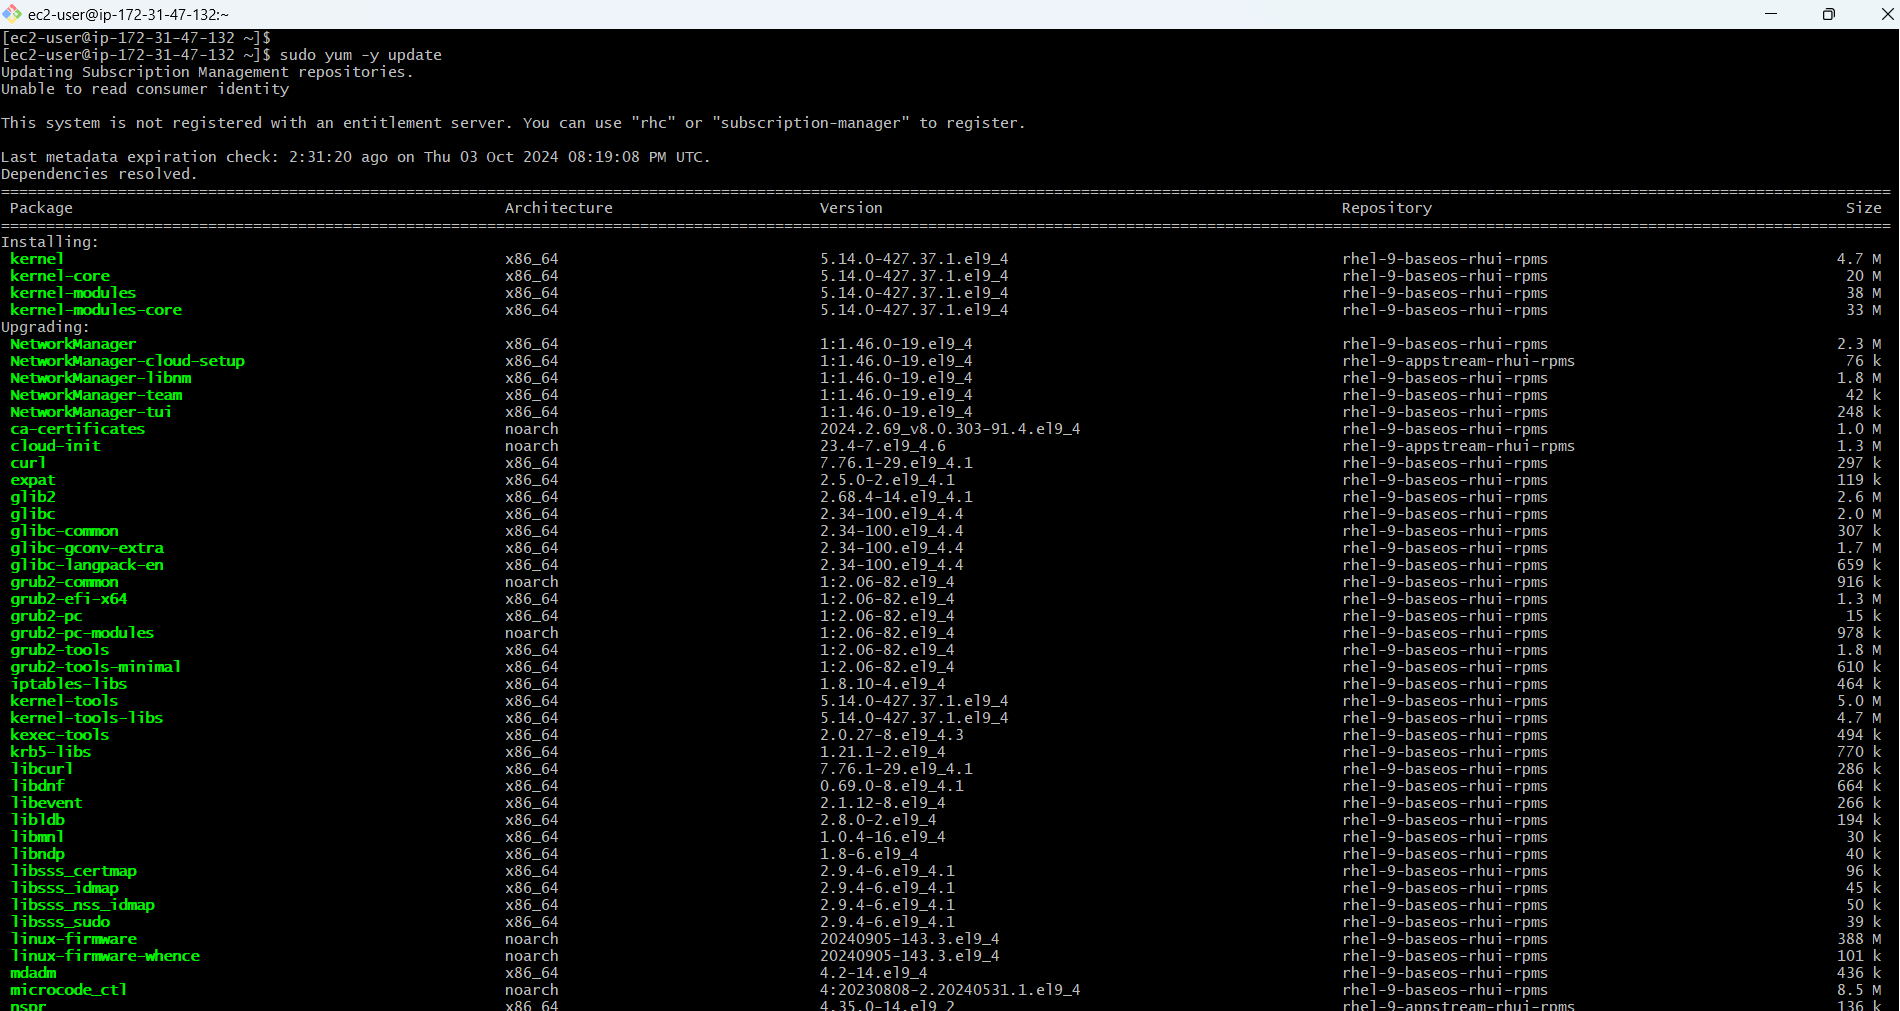 ec2-user@ip-172-31-47-132:~
[ec2-user@ip-172-31-47-132 ~]$
[ec2-user@ip-172-31-47-132 ~]$ sudo yum -y update
Updating Subscription Management repositories.
Unable to read consumer identity
This system is not registered with an entitlement server. You can use "rhc" or "subscription-manager" to register.
Last metadata expiration check: 2:31:20 ago on Thu 03 Oct 2024 08:19:08 PM UTC.
Dependencies resolved.
Package Architecture Version Repository Size
Installing:
kernel x86_64 5.14.0-427.37.1.el9_4 rhel-9-baseos-rhui-rpms 4.7 M
kernel-core x86_64 5.14.0-427.37.1.el9_4 rhel-9-baseos-rhui-rpms 20 M
kernel-modules x86_64 5.14.0-427.37.1.el9_4 rhel-9-baseos-rhui-rpms 38 M
kernel-modules-core x86_64 5.14.0-427.37.1.el9_4 rhel-9-baseos-rhui-rpms 33 M
Upgrading:
NetworkManager x86_64 1:1.46.0-19.el9_4 rhel-9-baseos-rhui-rpms 2.3 M
NetworkManager-cloud-setup x86_64 1:1.46.0-19.el9_4 rhel-9-appstream-rhui-rpms 76 k
NetworkManager-libnm x86_64 1:1.46.0-19.el9_4 rhel-9-baseos-rhui-rpms 1.8 M
NetworkManager-team x86_64 1:1.46.0-19.el9_4 rhel-9-baseos-rhui-rpms 42 k
NetworkManager-tui x86_64 1:1.46.0-19.el9_4 rhel-9-baseos-rhui-rpms 248 k
ca-certificates noarch 2024.2.69_v8.0.303-91.4.el9_4 rhel-9-baseos-rhui-rpms 1.0 M
cloud-init noarch 23.4-7.el9_4.6 rhel-9-appstream-rhui-rpms 1.3 M
curl x86_64 7.76.1-29.el9_4.1 rhel-9-baseos-rhui-rpms 297 k
expat x86_64 2.5.0-2.el9_4.1 rhel-9-baseos-rhui-rpms 119 k
glib2 x86_64 2.68.4-14.el9_4.1 rhel-9-baseos-rhui-rpms 2.6 M
glibc x86_64 2.34-100.el9_4.4 rhel-9-baseos-rhui-rpms 2.0 M
glibc-common x86_64 2.34-100.el9_4.4 rhel-9-baseos-rhui-rpms 307 k
glibc-gconv-extra x86_64 2.34-100.el9_4.4 rhel-9-baseos-rhui-rpms 1.7 M
glibc-langpack-en x86_64 2.34-100.el9_4.4 rhel-9-baseos-rhui-rpms 659 k
grub2-common noarch 1:2.06-82.el9_4 rhel-9-baseos-rhui-rpms 916 k
grub2-efi-x64 x86_64 1:2.06-82.el9_4 rhel-9-baseos-rhui-rpms 1.3 M
grub2-pc x86_64 1:2.06-82.el9_4 rhel-9-baseos-rhui-rpms 15 k
grub2-pc-modules noarch 1:2.06-82.el9_4 rhel-9-baseos-rhui-rpms 978 k
grub2-tools x86_64 1:2.06-82.el9_4 rhel-9-baseos-rhui-rpms 1.8 M
grub2-tools-minimal x86_64 1:2.06-82.el9_4 rhel-9-baseos-rhui-rpms 610 k
iptables-libs x86_64 1.8.10-4.el9_4 rhel-9-baseos-rhui-rpms 464 k
kernel-tools x86_64 5.14.0-427.37.1.el9_4 rhel-9-baseos-rhui-rpms 5.0 M
kernel-tools-libs x86_64 5.14.0-427.37.1.el9_4 rhel-9-baseos-rhui-rpms 4.7 M
kexec-tools x86_64 2.0.27-8.el9_4.3 rhel-9-baseos-rhui-rpms 494 k
krb5-libs x86_64 1.21.1-2.el9_4 rhel-9-baseos-rhui-rpms 770 k
libcurl x86_64 7.76.1-29.el9_4.1 rhel-9-baseos-rhui-rpms 286 k
libdnf x86_64 0.69.0-8.el9_4.1 rhel-9-baseos-rhui-rpms 664 k
libevent x86_64 2.1.12-8.el9_4 rhel-9-baseos-rhui-rpms 266 k
libldb x86_64 2.8.0-2.el9_4 rhel-9-baseos-rhui-rpms 194 k
libmnl x86_64 1.0.4-16.el9_4 rhel-9-baseos-rhui-rpms 30 k
libndp x86_64 1.8-6.el9_4 rhel-9-baseos-rhui-rpms 40 k
libsss_certmap x86_64 2.9.4-6.el9_4.1 rhel-9-baseos-rhui-rpms 96 k
libsss_idmap x86_64 2.9.4-6.el9_4.1 rhel-9-baseos-rhui-rpms 45 k
libsss_nss_idmap x86_64 2.9.4-6.el9_4.1 rhel-9-baseos-rhui-rpms 50 k
libsss_sudo x86_64 2.9.4-6.el9_4.1 rhel-9-baseos-rhui-rpms 39 k
linux-firmware noarch 20240905-143.3.el9_4 rhel-9-baseos-rhui-rpms 388 M
linux-firmware-whence noarch 20240905-143.3.el9_4 rhel-9-baseos-rhui-rpms 101 k
mdadm x86_64 4.2-14.el9_4 rhel-9-baseos-rhui-rpms 436 k
microcode_ctl noarch 4:20230808-2.20240531.1.el9_4 rhel-9-baseos-rhui-rpms 8.5 M
nspr x86_64 4.35.0-14.el9_2 rhel-9-appstream-rhui-rpms 136 k